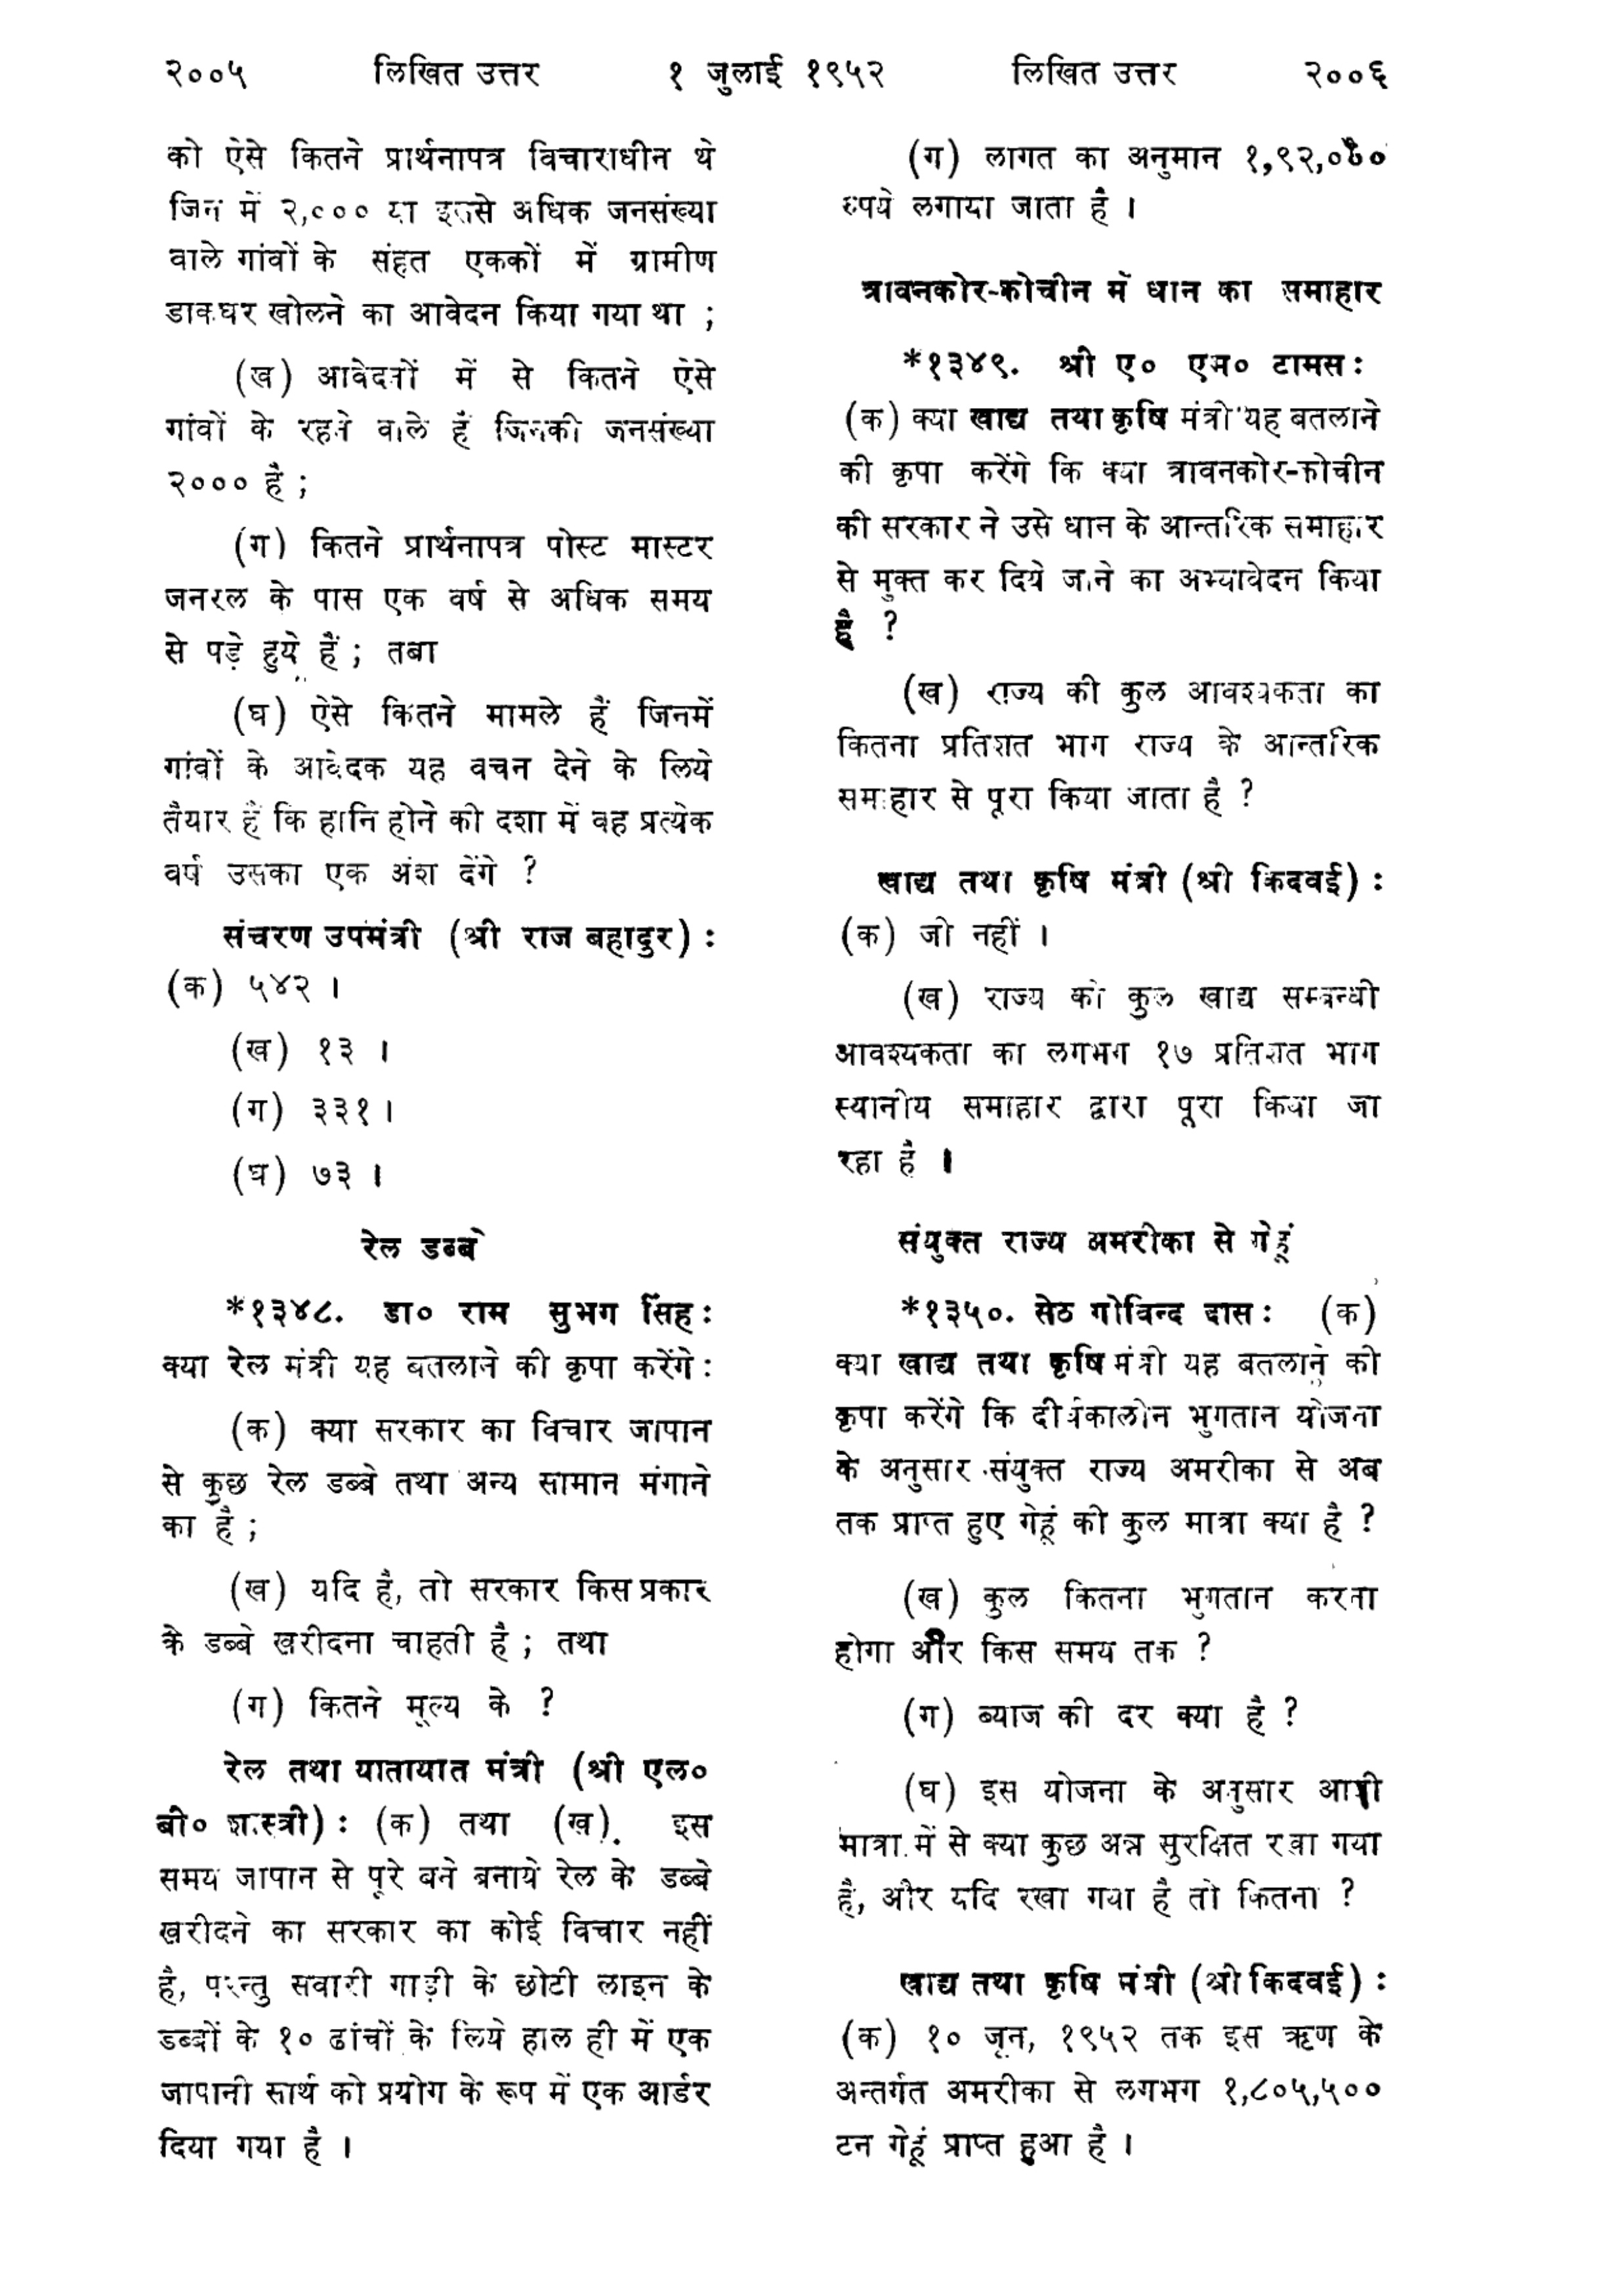 २००५ लिखित उत्तर १ जुलाई १९५२ लिखित उत्तर २००६
को ऐसे कितने प्रार्थनापत्र विचाराधीन थे
जिन में २,००० या इससे अधिक जनसंख्या
वाले गांवों के संहत एककों में ग्रामीण
डाकघर खोलने का आवेदन किया गया था ;
(ख) आवेदनों में से कितने ऐसे
गांवों के रहने वाले हैं जिनकी जनसंख्या
२००० है ;
(ग) कितने प्रार्थनापत्र पोस्ट मास्टर
जनरल के पास एक वर्ष से अधिक समय
से पड़े हुये हैं ; तथा
(घ) ऐसे कितने मामले हैं जिनमें
गांवों के आवेदक यह वचन देने के लिये
तैयार हैं कि हानि होने की दशा में वह प्रत्येक
वर्ष उसका एक अंश देंगे ?
संचरण उपमंत्री (श्री राज बहादुर) :
(क) ५४२ ।
(ख) १३ ।
(ग) ३३१ ।
(घ) ७३ ।
रेल डब्बे
*१३४८. डा० राम सुभग सिंह :
क्या रेल मंत्री यह बतलाने की कृपा करेंगे :
(क) क्या सरकार का विचार जापान
से कुछ रेल डब्बे तथा अन्य सामान मंगाने
का है ;
(ख) यदि है, तो सरकार किस प्रकार
के डब्बे खरीदना चाहती है ; तथा
(ग) कितने मूल्य के ?
रेल तथा यातायात मंत्री (श्री एल०
बी० शास्त्री) : (क) तथा (ख). इस
समय जापान से पूरे बने बनाये रेल के डब्बे
खरीदने का सरकार का कोई विचार नहीं
है, परन्तु सवारी गाड़ी के छोटी लाइन के
डब्बों के १० ढांचों के लिये हाल ही में एक
जापानी सार्थ को प्रयोग के रूप में एक आर्डर
दिया गया है ।
(ग) लागत का अनुमान १,९२,०००
रुपये लगाया जाता है ।
त्रावनकोर-कोचीन में धान का समाहार
*१३४९. श्री ए० एम० टामस :
(क) क्या खाद्य तथा कृषि मंत्री यह बतलाने
की कृपा करेंगे कि क्या त्रावनकोर-कोचीन
की सरकार ने उसे धान के आन्तरिक समाहार
से मुक्त कर दिये जाने का अभ्यावेदन किया
है ?
(ख) राज्य की कुल आवश्यकता का
कितना प्रतिशत भाग राज्य के आन्तरिक
समाहार से पूरा किया जाता है ?
खाद्य तथा कृषि मंत्री (श्री किदवई) :
(क) जी नहीं ।
(ख) राज्य की कुल खाद्य सम्बन्धी
आवश्यकता का लगभग १७ प्रतिशत भाग
स्थानीय समाहार द्वारा पूरा किया जा
रहा है ।
संयुक्त राज्य अमरीका से गेहूं
*१३५०. सेठ गोविन्द दास : (क)
क्या खाद्य तथा कृषि मंत्री यह बतलाने की
कृपा करेंगे कि दीर्घकालीन भुगतान योजना
के अनुसार संयुक्त राज्य अमरीका से अब
तक प्राप्त हुए गेहूं की कुल मात्रा क्या है ?
(ख) कुल कितना भुगतान करना
होगा और किस समय तक ?
(ग) ब्याज की दर क्या है ?
(घ) इस योजना के अनुसार आयी
मात्रा में से क्या कुछ अन्न सुरक्षित रखा गया
है, और यदि रखा गया है तो कितना ?
खाद्य तथा कृषि मंत्री (श्री किदवई) :
(क) १० जून, १९५२ तक इस ऋण के
अन्तर्गत अमरीका से लगभग १,८०५,५००
टन गेहूं प्राप्त हुआ है ।